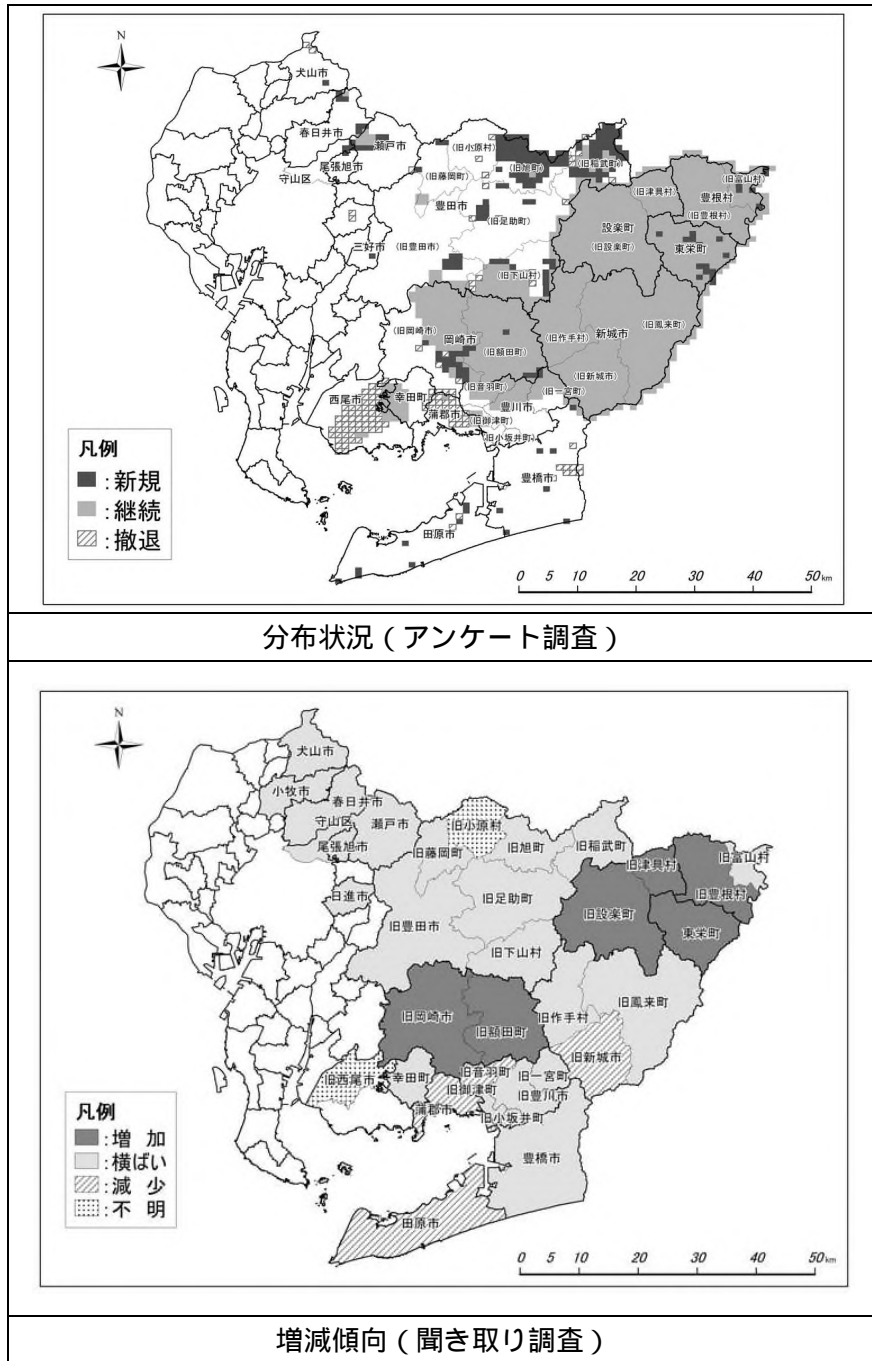 N
犬山市
春日井市
瀬戸市
尾張旭市
守山区
(旧小原村)
(旧旭町)
(旧稲武町)
(旧藤岡町)
豊田市
(旧足助町)
(旧津具村)
(旧富山村)
豊根村
(旧豊根村)
設楽町
(旧設楽町)
東栄町
三好市
(旧豊田市)
(旧下山村)
(旧岡崎市)
岡崎市
(旧額田町)
(旧作手村)
新城市
(旧鳳来町)
(旧新城市)
西尾市
幸田町
(旧音羽町)
(旧一宮町)
蒲郡市
豊川市
(旧御津町)
(旧小坂井町)
豊橋市
田原市
凡例
:新規
:継続
:撤退
0 5 10 20 30 40 50km
分布状況(アンケート調査)
N
犬山市
小牧市
春日井市
守山区
瀬戸市
尾張旭市
日進市
旧小原村
旧藤岡町
旧旭町
旧稲武町
旧足助町
旧豊田市
旧下山村
旧津具村
旧富山村
旧豊根村
旧設楽町
東栄町
旧岡崎市
旧額田町
旧作手村
旧鳳来町
旧新城市
旧西尾市
幸田町
旧音羽町
旧一宮町
旧御津町
旧豊川市
蒲郡市
旧小坂井町
豊橋市
田原市
凡例
:増 加
:横ばい
:減 少
:不 明
0 5 10 20 30 40 50km
増減傾向(聞き取り調査)